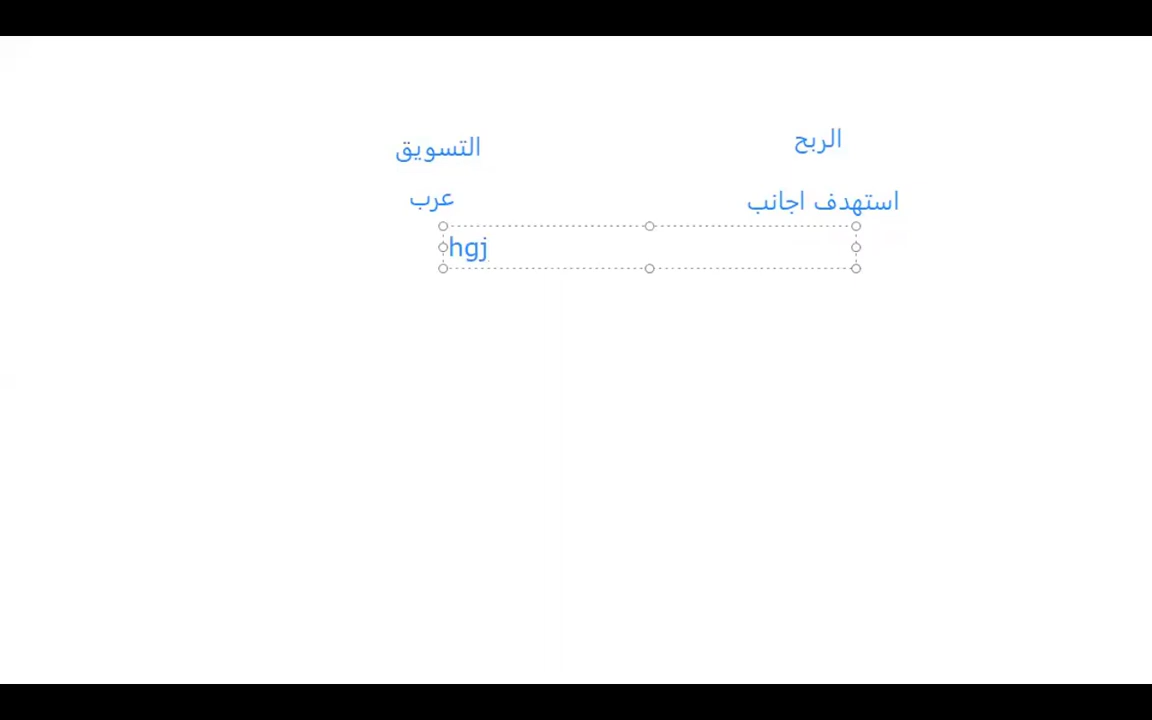 الربح
التسويق
استهدف اجانب
عرب
hgj